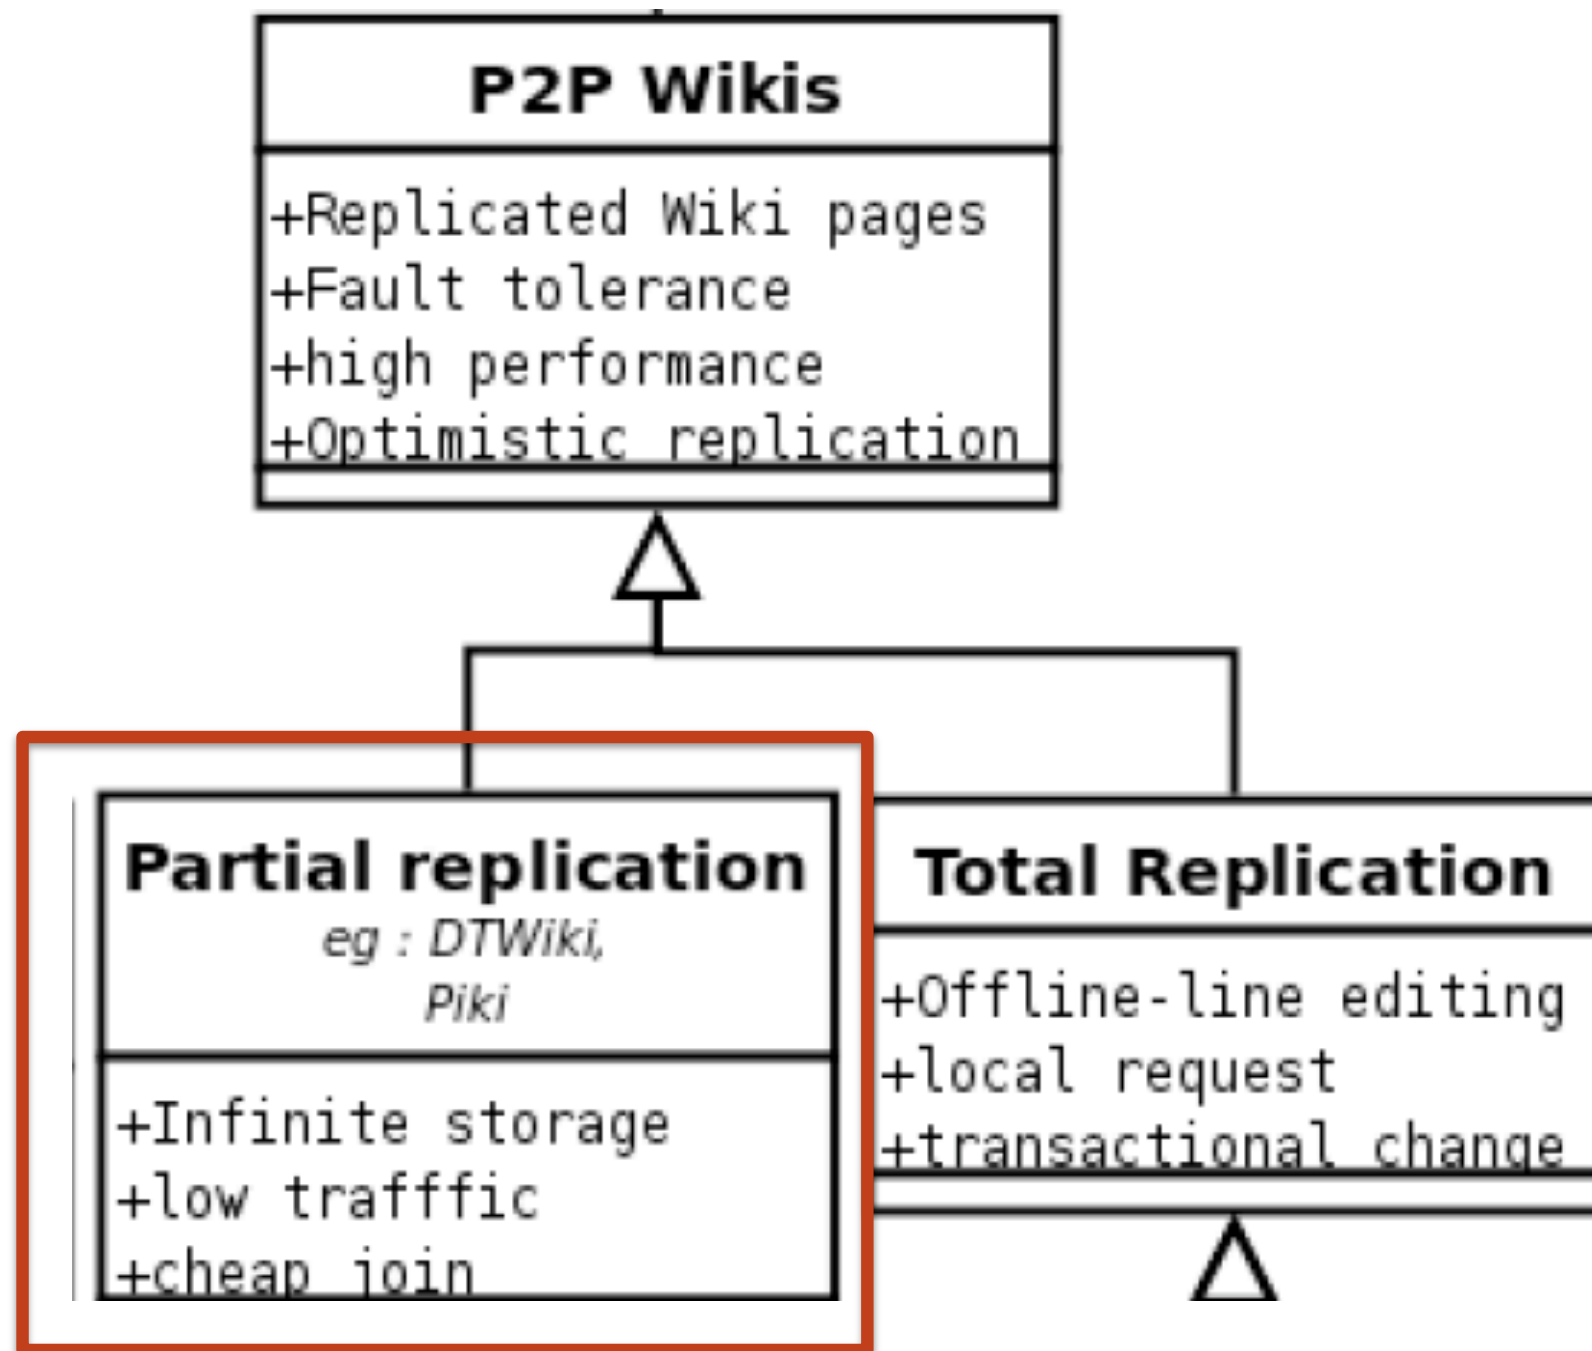 P2P Wikis
+Replicated Wiki pages
+Fault tolerance
+high performance
+Optimistic replication
Partial replication
eg : DTWiki,
Piki
+Infinite storage
+low trafffic
+cheap join
Total Replication
+Offline-line editing
+local request
+transactional change